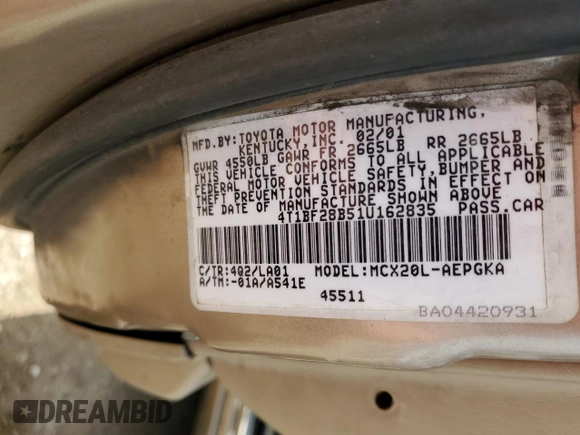 MFD. BY: TOYOTA MOTOR MANUFACTURING,
KENTUCKY, INC. 02/01
GVWR 4550LB GAWR FR 2665LB RR 2665LB
THIS VEHICLE CONFORMS TO ALL APPLICABLE
FEDERAL MOTOR VEHICLE SAFETY, BUMPER AND
THEFT PREVENTION STANDARDS IN EFFECT ON
THE DATE OF MANUFACTURE SHOWN ABOVE
4T1BF28B51U162835 PASS.CAR
C/TR:4Q2/LA01 MODEL:MCX20L-AEPGKA
A/TM:-01A/A541E
45511
BA04420931
DREAMBID